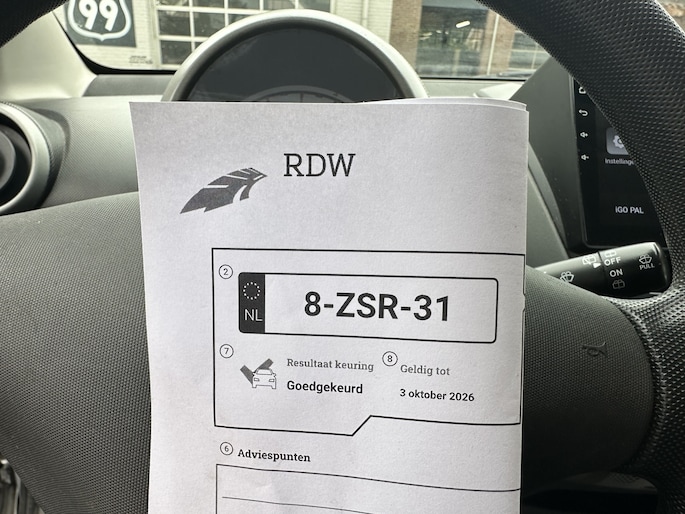 99
RDW
2
NL
8-ZSR-31
7
Resultaat keuring
8
Geldig tot
Goedgekeurd
3 oktober 2026
6
Adviespunten
Instellinge
iGO PAL
OFF
ON
PULL